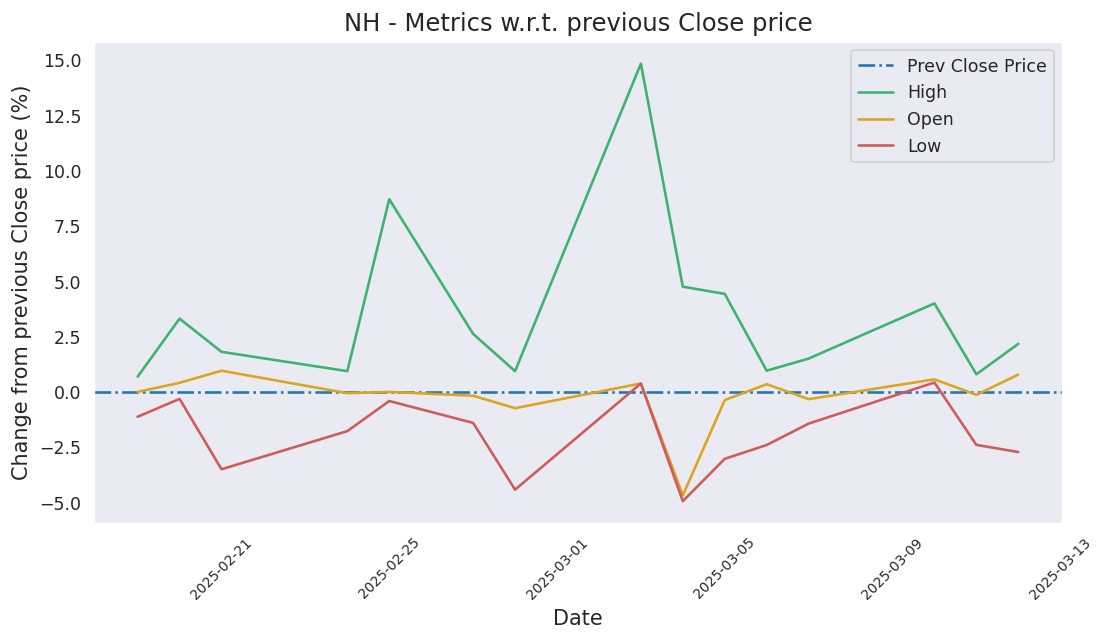 NH - Metrics w.r.t. previous Close price
Change from previous Close price (%)
15.0
12.5
10.0
7.5
5.0
2.5
0.0
−2.5
−5.0
Prev Close Price
High
Open
Low
2025-02-21
2025-02-25
2025-03-01
2025-03-05
2025-03-09
2025-03-13
Date